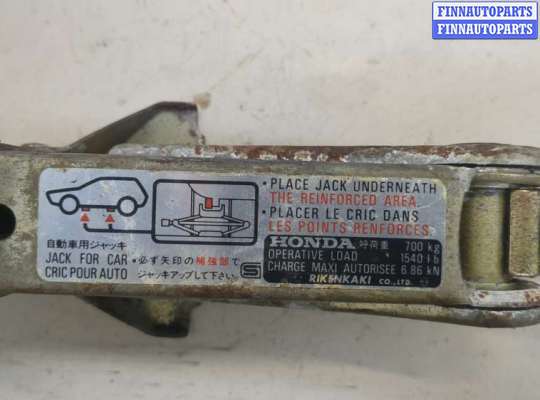 FINNAUTOPARTS
FINNAUTOPARTS
• PLACE JACK UNDERNEATH
THE REINFORCED AREA.
• PLACER LE CRIC DANS
LES POINTS RENFORCES.
自動車用ジャッキ
JACK FOR CAR
CRIC POUR AUTO
•必ず矢印の補強部で
ジャッキアップして下さい
S
HONDA 呼荷重 700 kg
OPERATIVE LOAD 1540 lb
CHARGE MAXI AUTORISEE 6.86 kN
RIKENKAKI CO.,LTD.